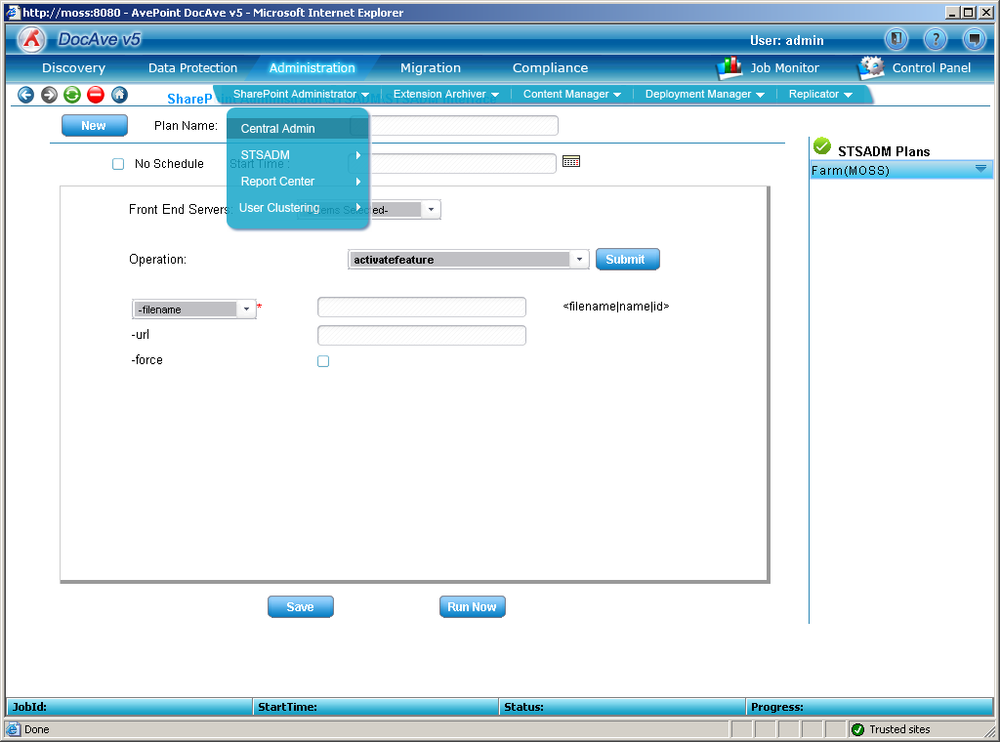 http://moss:8080 - AvePoint DocAve v5 - Microsoft Internet Explorer
DocAve v5
User: admin
?
Discovery Data Protection Administration Migration Compliance Job Monitor Control Panel
ShareP
SharePoint Administrator Extension Archiver Content Manager Deployment Manager Replicator
New Plan Name:
Central Admin
STSADM
Report Center
User Clustering
No Schedule Start Time :
STSADM Plans
Farm(MOSS)
Front End Servers: Items Selected-
Operation: activatefeature Submit
-filename * <filename|name|id>
-url
-force
Save Run Now
JobId: StartTime: Status: Progress:
Done Trusted sites